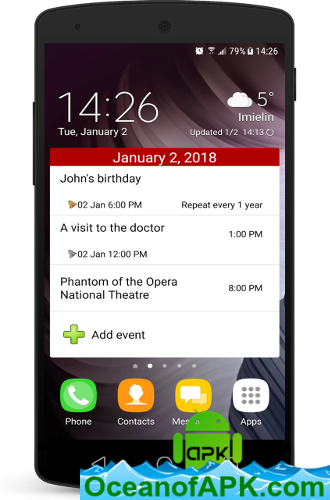 79% 14:26
14:26
Tue, January 2
5°
Imielin
Updated 1/2 14:13
January 2, 2018
John's birthday
02 Jan 6:00 PM Repeat every 1 year
A visit to the doctor
1:00 PM
02 Jan 12:00 PM
Phantom of the Opera
National Theatre
8:00 PM
Add event
Phone Contacts Apps
apk!
OceanofAPK.com